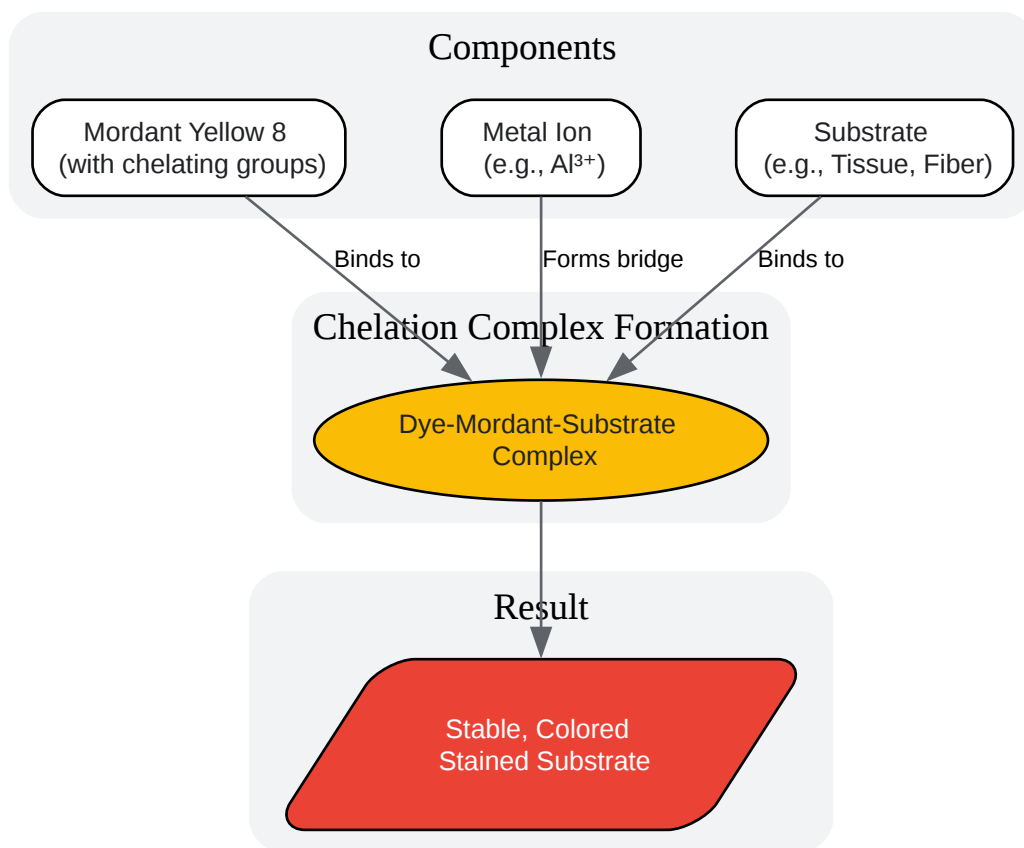 Components
Mordant Yellow 8
(with chelating groups)
Metal Ion
(e.g., Al³⁺)
Substrate
(e.g., Tissue, Fiber)
Binds to
Forms bridge
Binds to
Chelation Complex Formation
Dye-Mordant-Substrate
Complex
Result
Stable, Colored
Stained Substrate